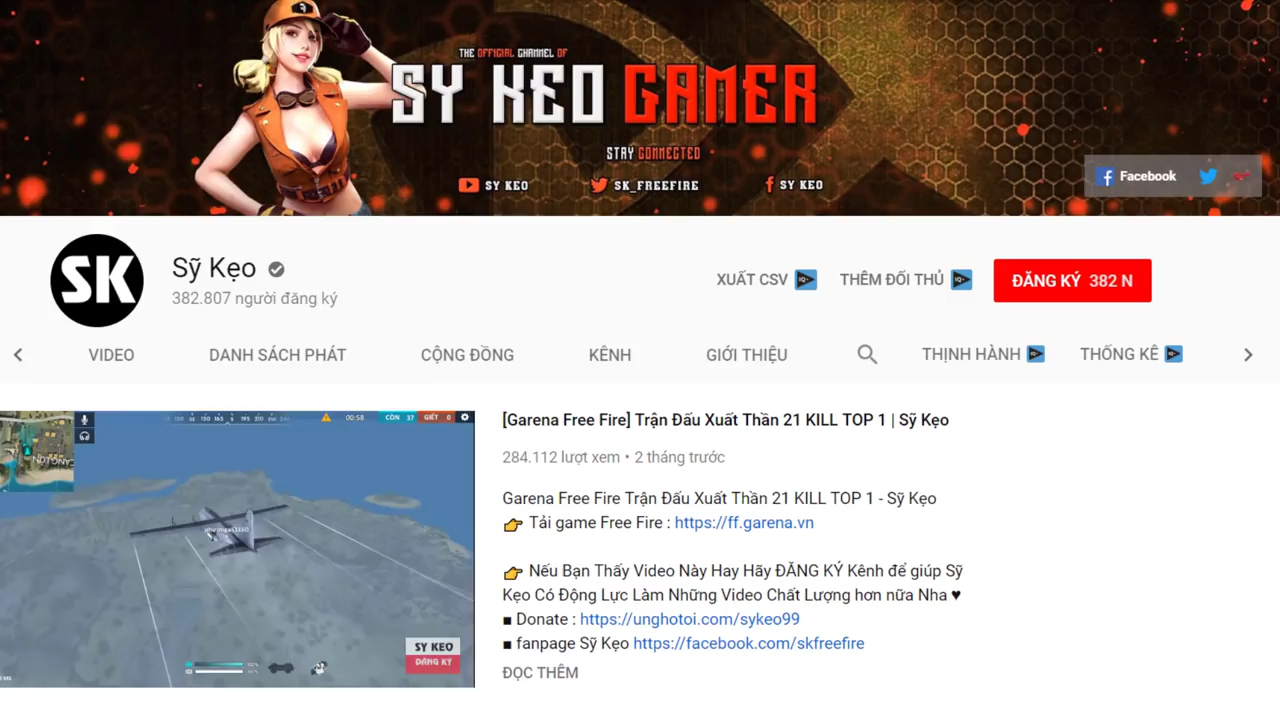 THE OFFICIAL CHANNEL OF
SY KEO GAMER
STAY CONNECTED
SY KEO
SK_FREEFIRE
SY KEO
Facebook
SK
Sỹ Kẹo
382.807 người đăng ký
XUẤT CSV
THÊM ĐỐI THỦ
ĐĂNG KÝ 382 N
VIDEO
DANH SÁCH PHÁT
CỘNG ĐỒNG
KÊNH
GIỚI THIỆU
THỊNH HÀNH
THỐNG KÊ
00:58
CÒN 37
GIẾT 0
SY KEO
ĐĂNG KÝ
[Garena Free Fire] Trận Đấu Xuất Thần 21 KILL TOP 1 | Sỹ Kẹo
284.112 lượt xem • 2 tháng trước
Garena Free Fire Trận Đấu Xuất Thần 21 KILL TOP 1 - Sỹ Kẹo
👉 Tải game Free Fire : https://ff.garena.vn
👉 Nếu Bạn Thấy Video Này Hay Hãy ĐĂNG KÝ Kênh để giúp Sỹ
Kẹo Có Động Lực Làm Những Video Chất Lượng hơn nữa Nha ♥
■ Donate : https://unghotoi.com/sykeo99
■ fanpage Sỹ Kẹo https://facebook.com/skfreefire
ĐỌC THÊM